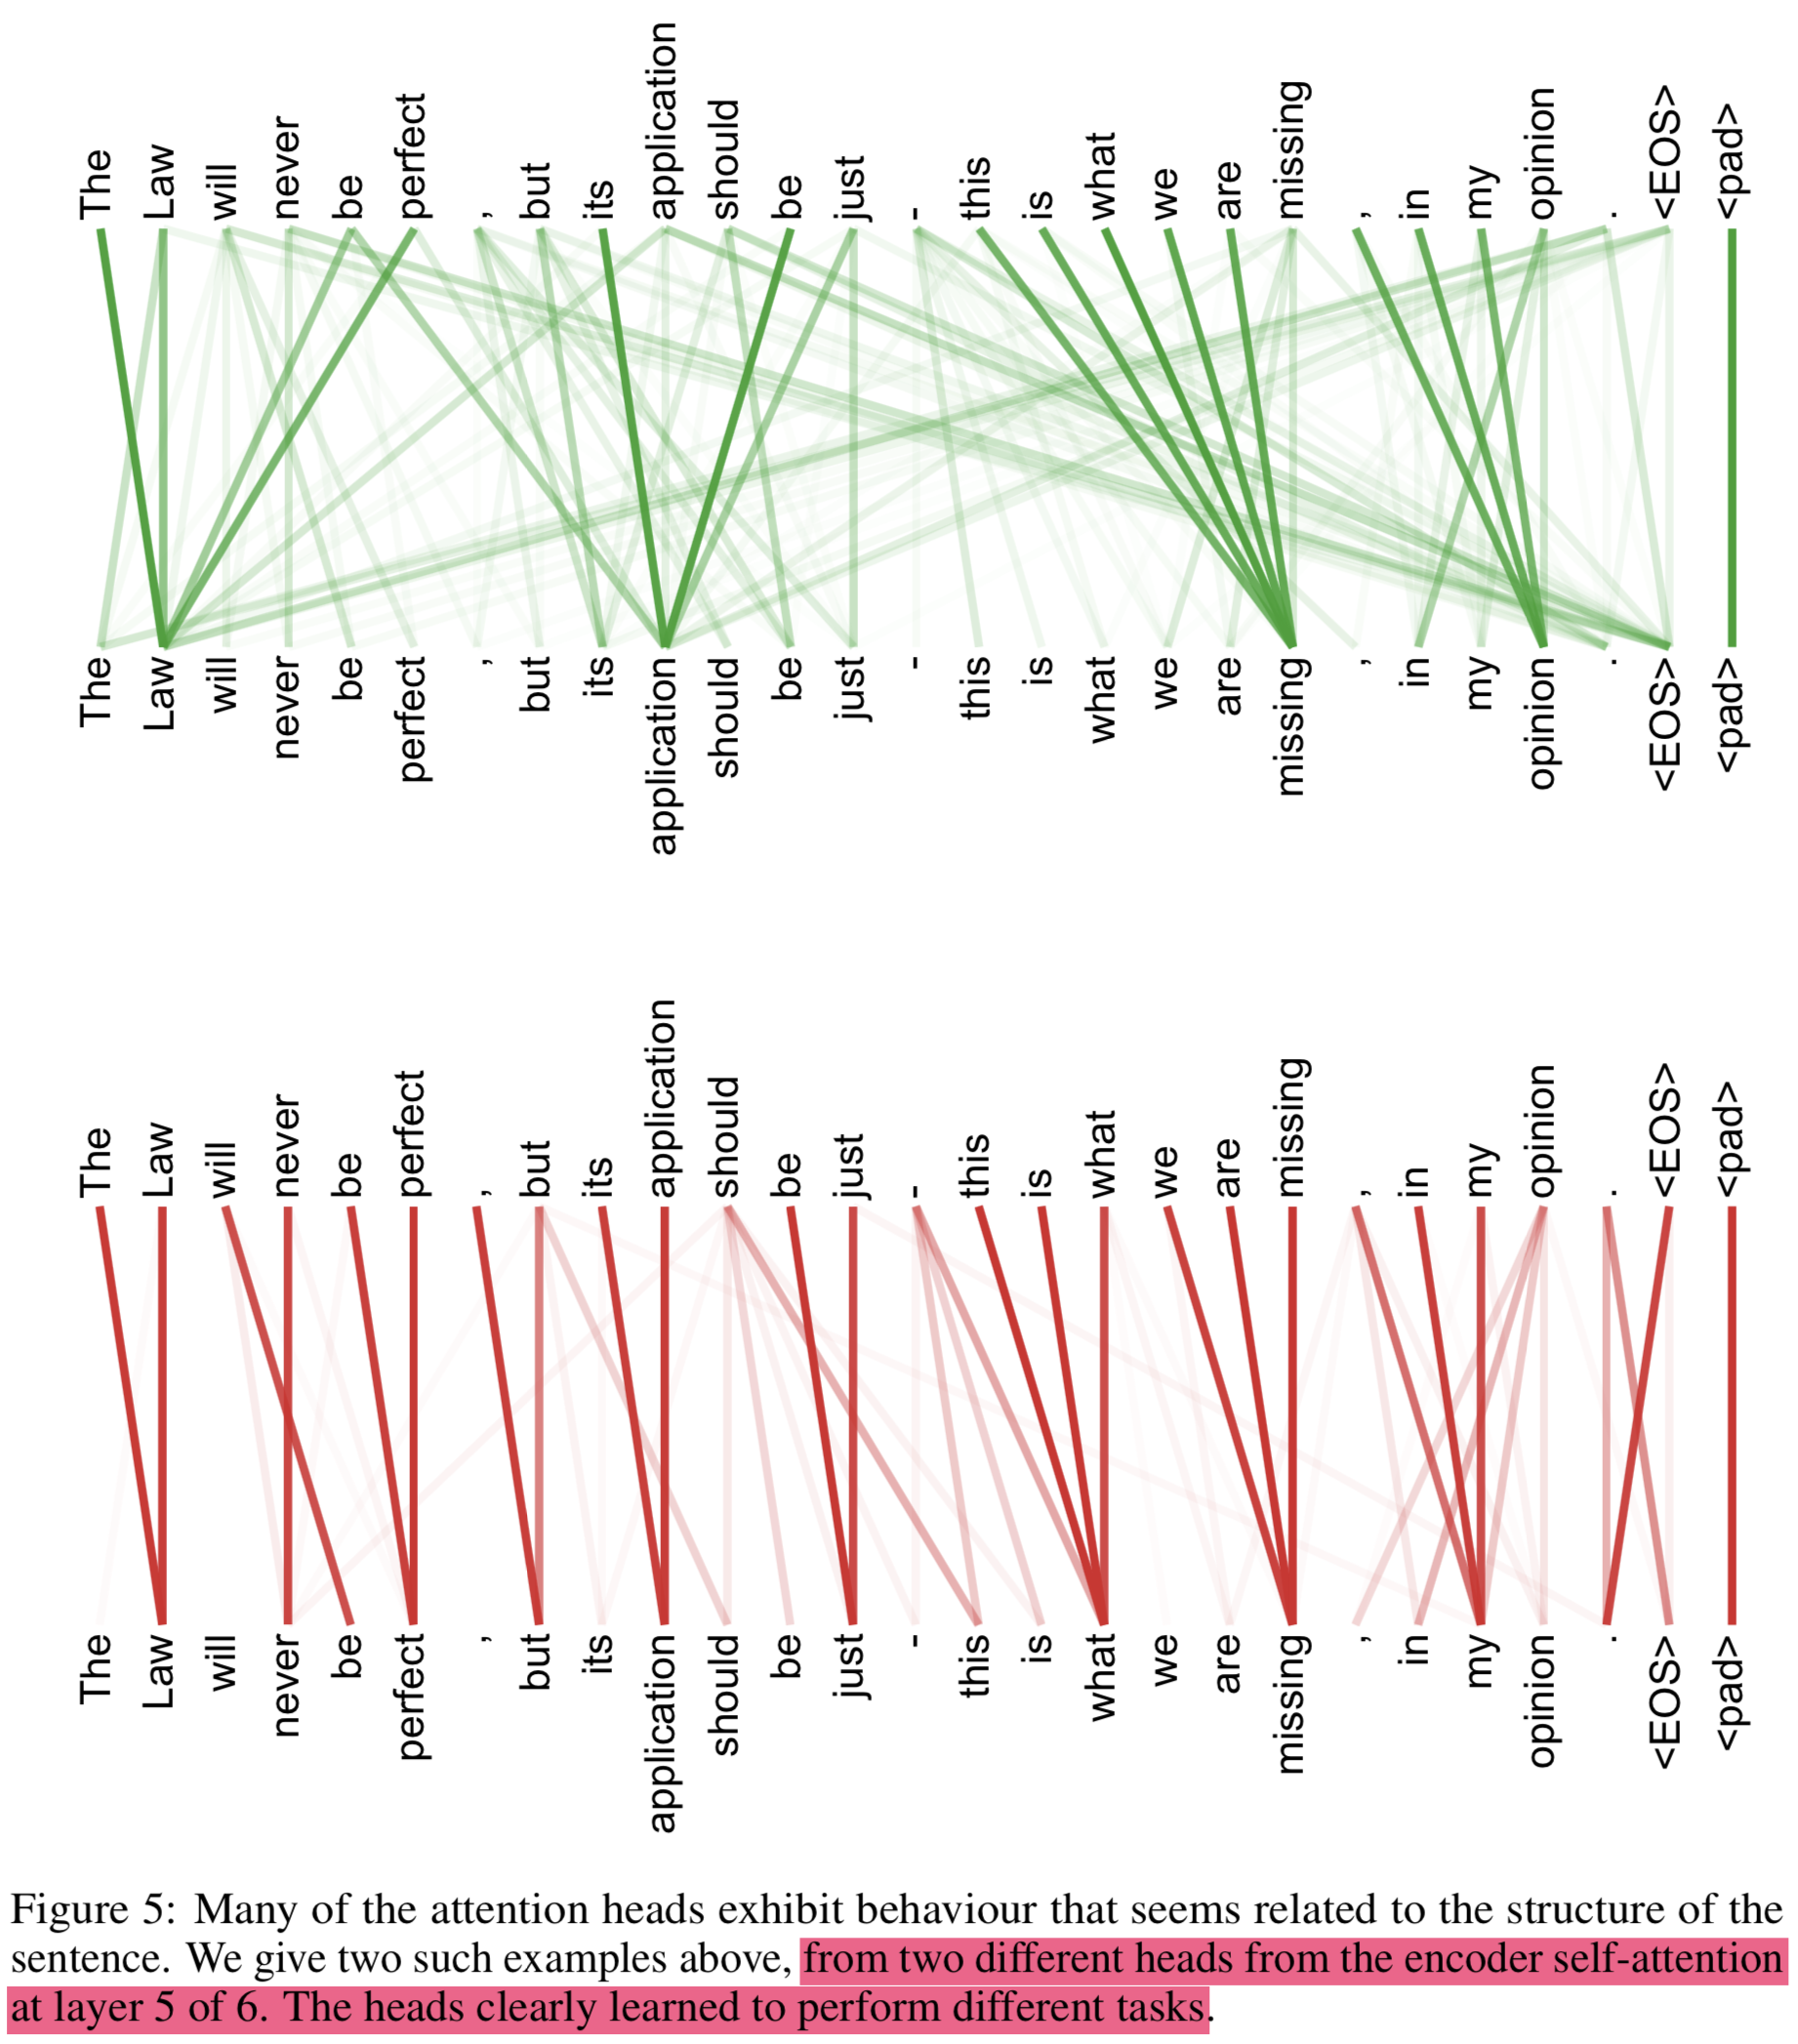 The Law will never be perfect , but its application should be just - this is what we are missing , in my opinion . <EOS> <pad>
The Law will never be perfect , but its application should be just - this is what we are missing , in my opinion . <EOS> <pad>
The Law will never be perfect , but its application should be just - this is what we are missing , in my opinion . <EOS> <pad>
The Law will never be perfect , but its application should be just - this is what we are missing , in my opinion . <EOS> <pad>
Figure 5: Many of the attention heads exhibit behaviour that seems related to the structure of the
sentence. We give two such examples above, from two different heads from the encoder self-attention
at layer 5 of 6. The heads clearly learned to perform different tasks.